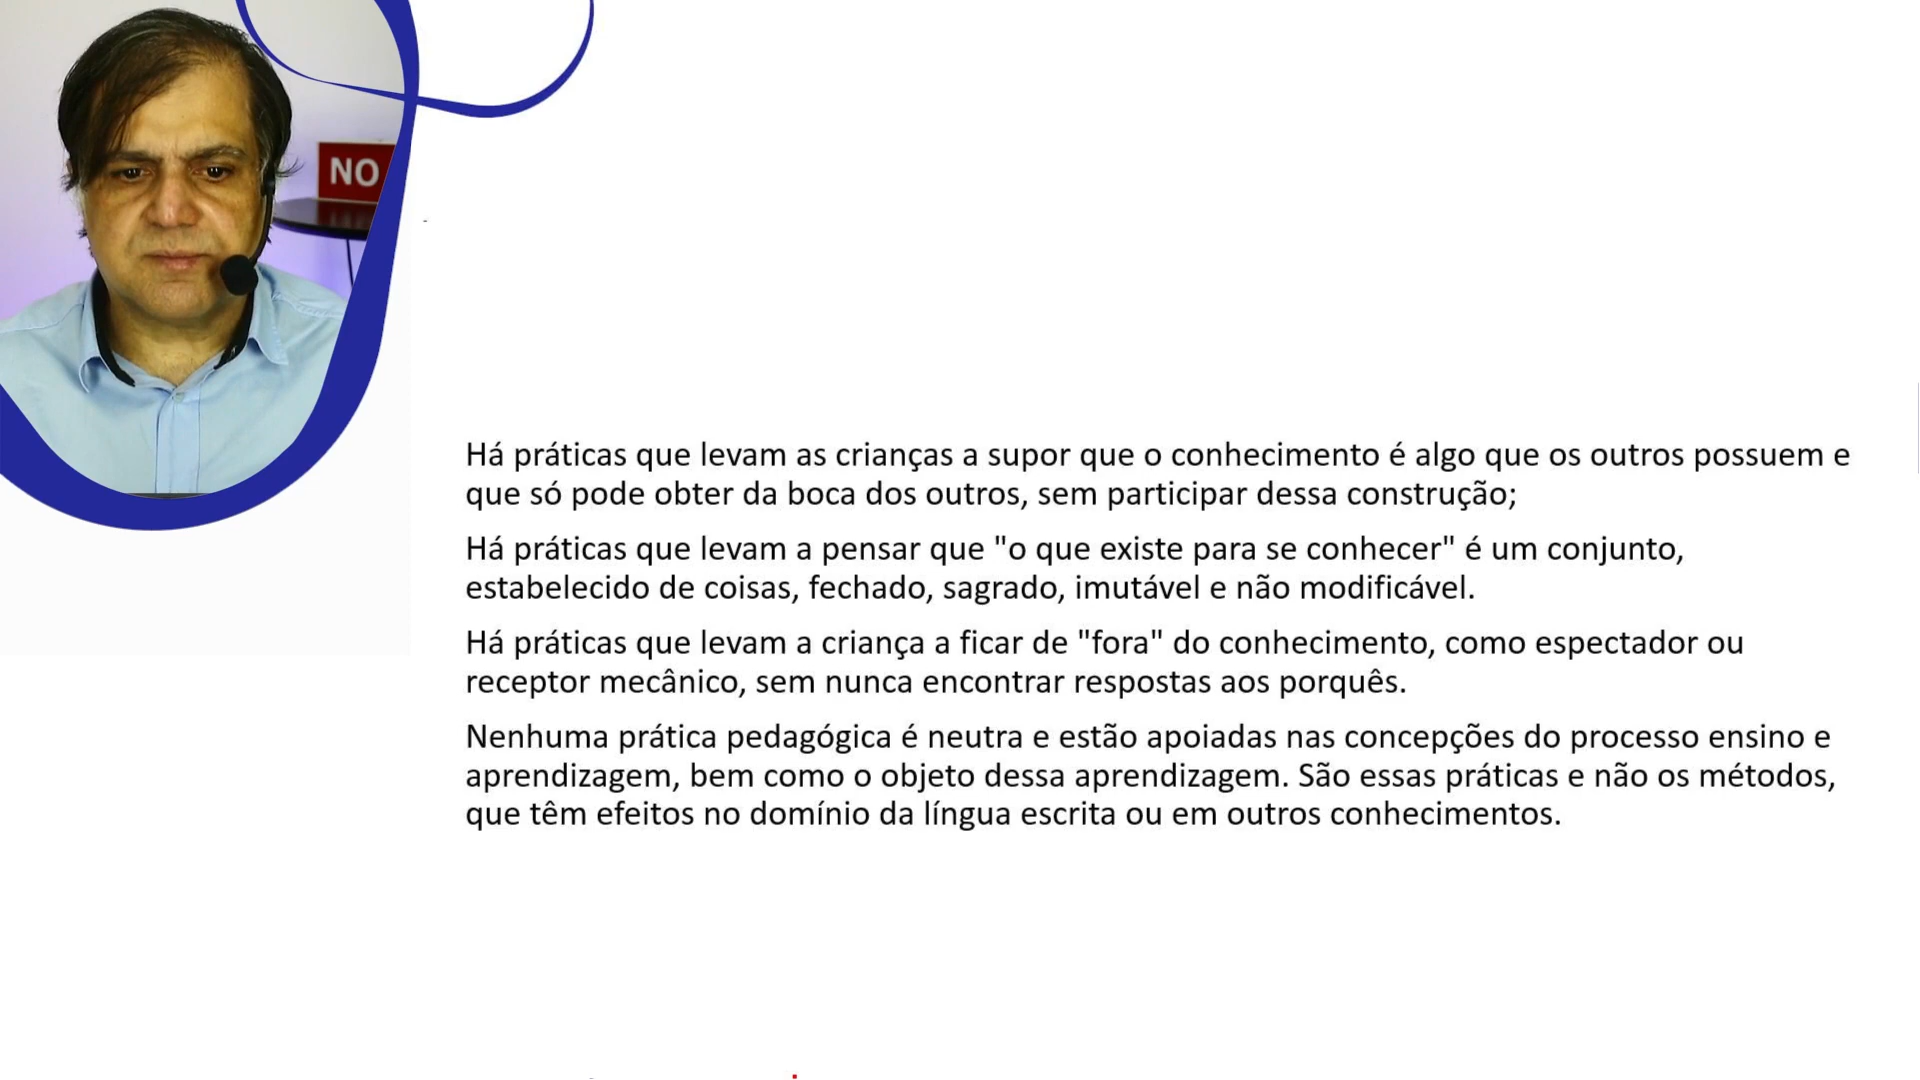 NO
Há práticas que levam as crianças a supor que o conhecimento é algo que os outros possuem e
que só pode obter da boca dos outros, sem participar dessa construção;
Há práticas que levam a pensar que "o que existe para se conhecer" é um conjunto,
estabelecido de coisas, fechado, sagrado, imutável e não modificável.
Há práticas que levam a criança a ficar de "fora" do conhecimento, como espectador ou
receptor mecânico, sem nunca encontrar respostas aos porquês.
Nenhuma prática pedagógica é neutra e estão apoiadas nas concepções do processo ensino e
aprendizagem, bem como o objeto dessa aprendizagem. São essas práticas e não os métodos,
que têm efeitos no domínio da língua escrita ou em outros conhecimentos.